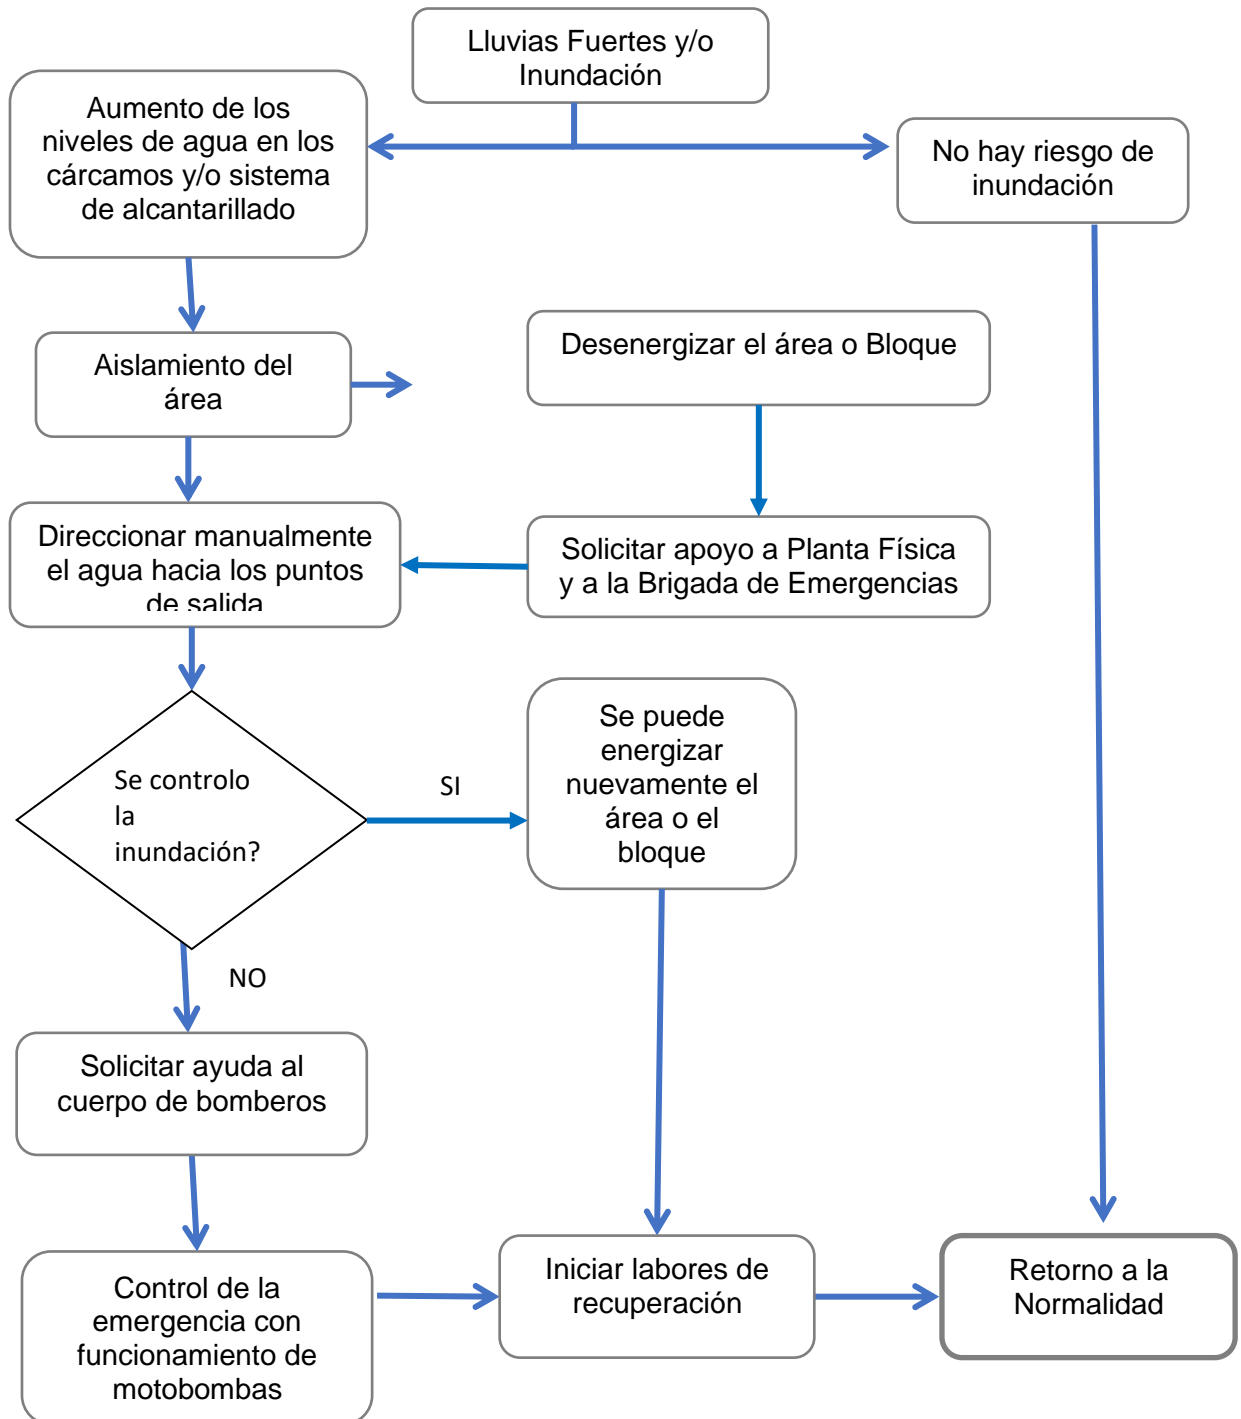 Lluvias Fuertes y/o
Inundación
Aumento de los
niveles de agua en los
cárcamos y/o sistema
de alcantarillado
No hay riesgo de
inundación
Aislamiento del
área
Desenergizar el área o Bloque
Direccionar manualmente
el agua hacia los puntos
de salida
Solicitar apoyo a Planta Física
y a la Brigada de Emergencias
Se controlo
la
inundación?
SI
Se puede
energizar
nuevamente el
área o el
bloque
NO
Solicitar ayuda al
cuerpo de bomberos
Control de la
emergencia con
funcionamiento de
motobombas
Iniciar labores de
recuperación
Retorno a la
Normalidad